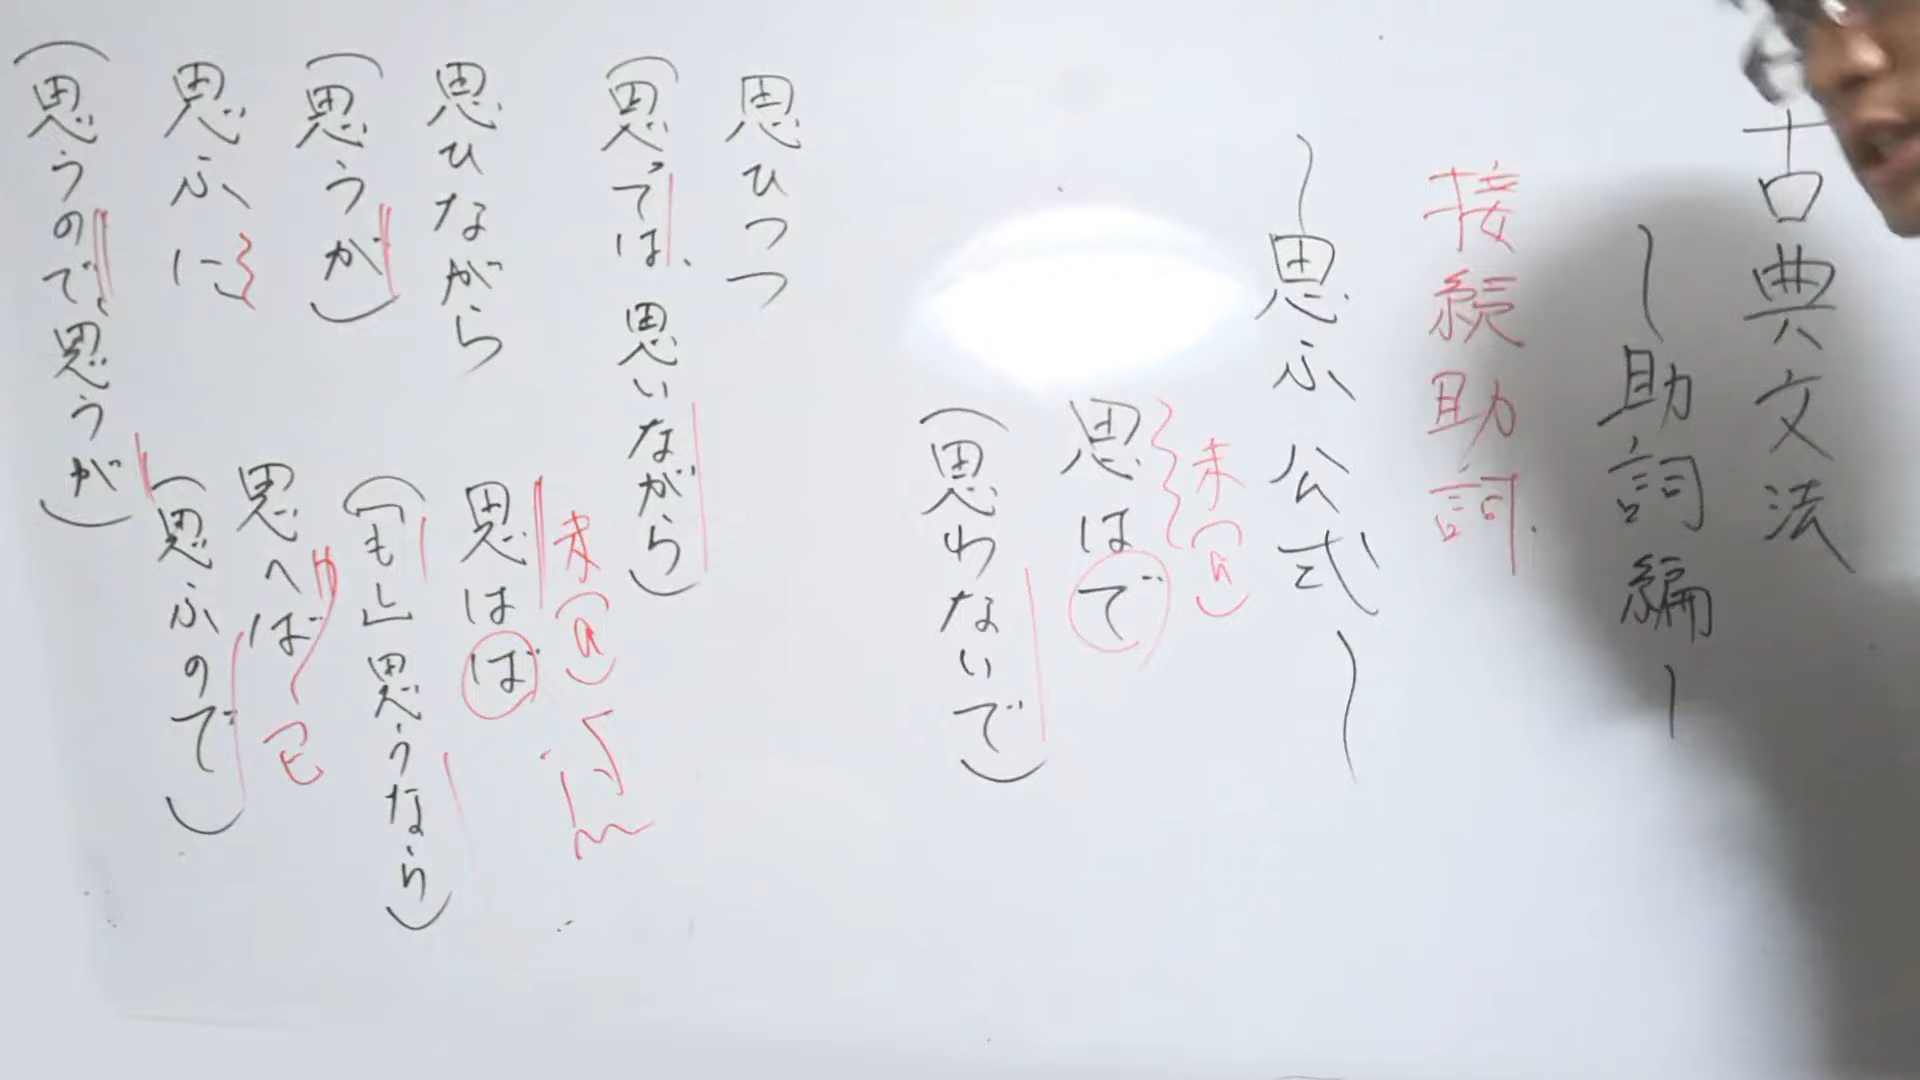 古典文法
〜助詞編〜
接続助詞
〜思ふ公式〜
未(a)
思はで
(思わないで)
思ひつつ
(思っては、思いながら)
思ひながら
(思うが)
思ふに
(思うので、思うが)
未(a)
思はば
(「も」思うなら)
思へば
已
(思ふので)